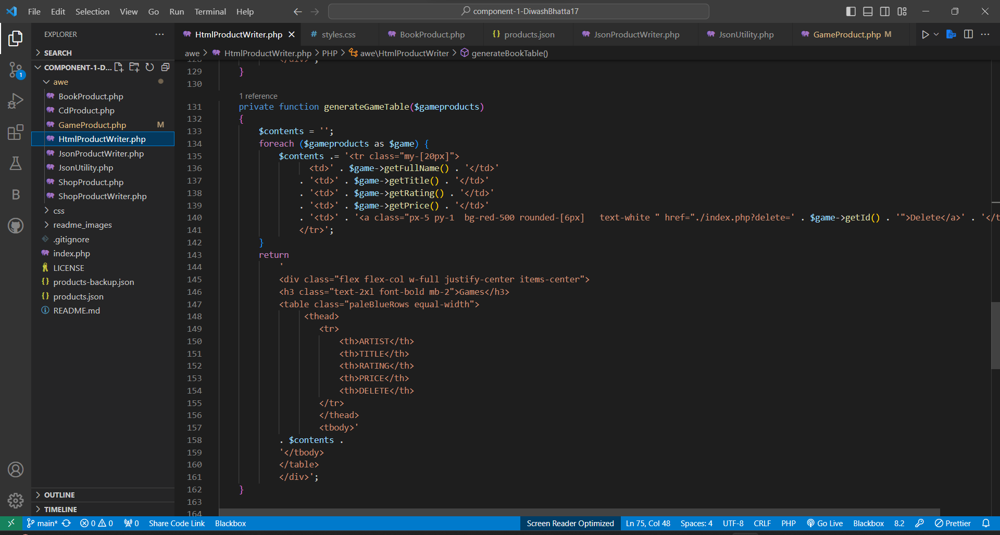 File Edit Selection View Go Run Terminal Help
component-1-DiwashBhatta17
EXPLORER
SEARCH
COMPONENT-1-D...
awe
BookProduct.php
CdProduct.php
GameProduct.php M
HtmlProductWriter.php
JsonProductWriter.php
JsonUtility.php
ShopProduct.php
ShopProductWriter.php
css
readme_images
.gitignore
index.php
LICENSE
products-backup.json
products.json
README.md
OUTLINE
TIMELINE
1
B
HtmlProductWriter.php styles.css BookProduct.php products.json JsonProductWriter.php JsonUtility.php GameProduct.php M
awe > HtmlProductWriter.php > PHP > awe\HtmlProductWriter > generateBookTable()
128 </div>';
129 }
130
1 reference
131 private function generateGameTable($gameproducts)
132 {
133 $contents = '';
134 foreach ($gameproducts as $game) {
135 $contents .= '<tr class="my-[20px]">
136 <td>' . $game->getFullName() . '</td>'
137 . '<td>' . $game->getTitle() . '</td>'
138 . '<td>' . $game->getRating() . '</td>'
139 . '<td>' . $game->getPrice() . '</td>'
140 . '<td>' . '<a class="px-5 py-1  bg-red-500 rounded-[6px]   text-white " href="./index.php?delete=' . $game->getId() . '">Delete</a>' . '</t
141 </tr>';
142 }
143 return
144 '
145 <div class="flex flex-col w-full justify-center items-center">
146 <h3 class="text-2xl font-bold mb-2">Games</h3>
147 <table class="paleBlueRows equal-width">
148 <thead>
149 <tr>
150 <th>ARTIST</th>
151 <th>TITLE</th>
152 <th>RATING</th>
153 <th>PRICE</th>
154 <th>DELETE</th>
155 </tr>
156 </thead>
157 <tbody>'
158 . $contents .
159 '</tbody>
160 </table>
161 </div>';
162 }
163
164
main* 0 0 0 Share Code Link Blackbox Screen Reader Optimized Ln 75, Col 48 Spaces: 4 UTF-8 CRLF PHP Go Live Blackbox 8.2 Prettier